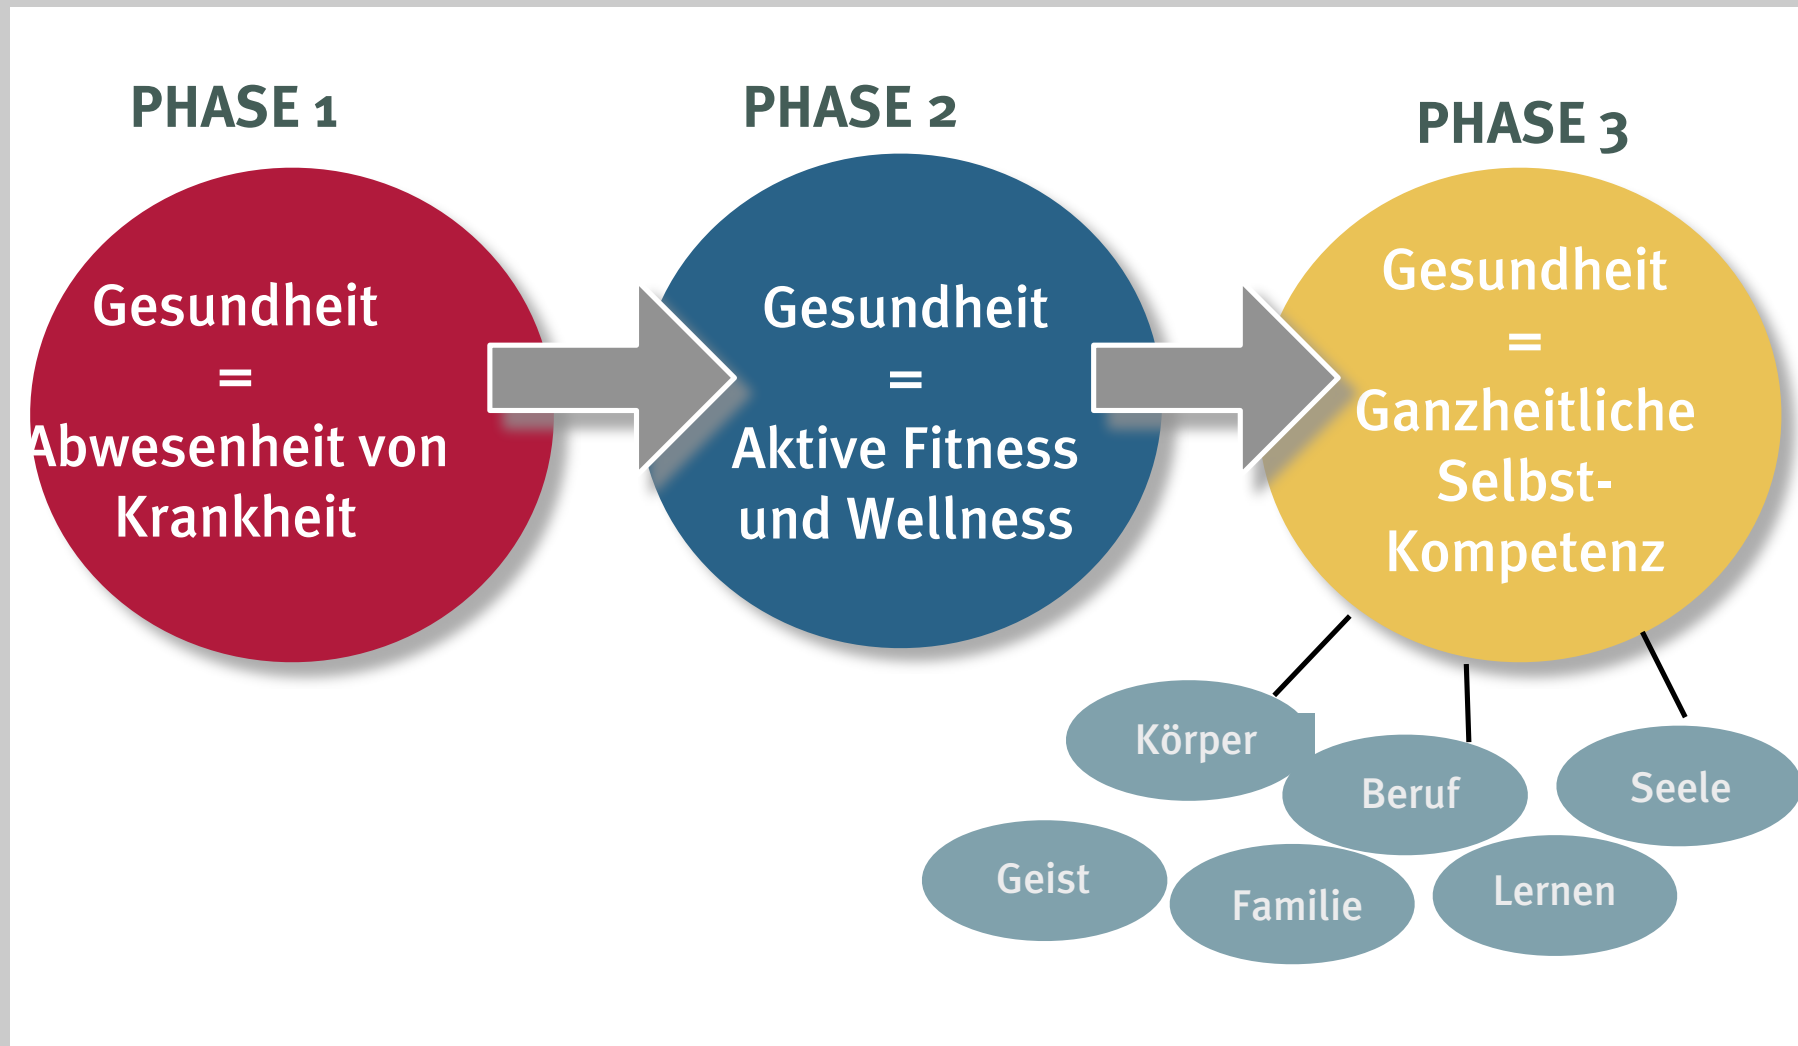 PHASE 1
Gesundheit
=
Abwesenheit von
Krankheit
PHASE 2
Gesundheit
=
Aktive Fitness
und Wellness
PHASE 3
Gesundheit
=
Ganzheitliche
Selbst-
Kompetenz
Körper
Beruf
Seele
Geist
Familie
Lernen